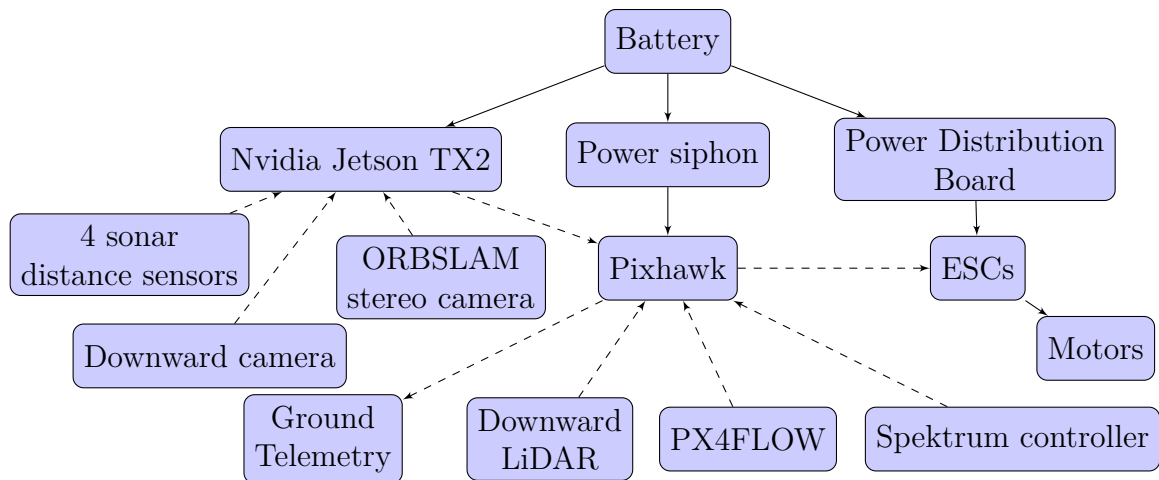 Battery
Nvidia Jetson TX2
Power siphon
Power Distribution
Board
4 sonar
distance sensors
ORBSLAM
stereo camera
Pixhawk
ESCs
Downward camera
Motors
Ground
Telemetry
Downward
LiDAR
PX4FLOW
Spektrum controller